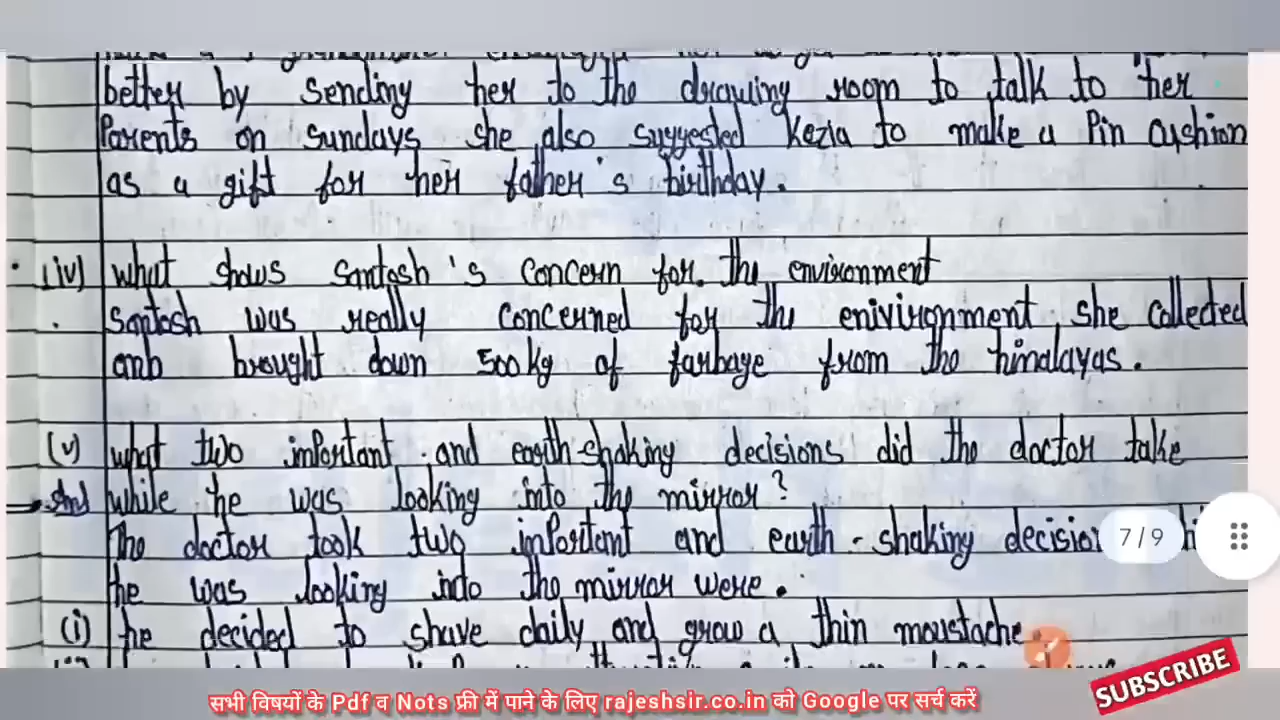 better by sending her to the drawing room to talk to her
Parents on sundays she also suggested Kezia to make a Pin cushion
as a gift for her father's birthday.
(iv) what shows santosh's concern for the environment
santosh was really concerned for the enivironment, she collected
anb brought down 500kg of farbage from the himalayas.
(v) what two inportant and earth-shaking decisions did the doctor take
Ans while he was looking into the mirror?
The doctor took two inportant and earth-shaking
he was looking into the mirror were.
(i) he decided to shave daily and grow a thin moustache.
7/9
SUBSCRIBE
सभी विषयों के Pdf व Nots फ्री में पाने के लिए rajeshsir.co.in को Google पर सर्च करें